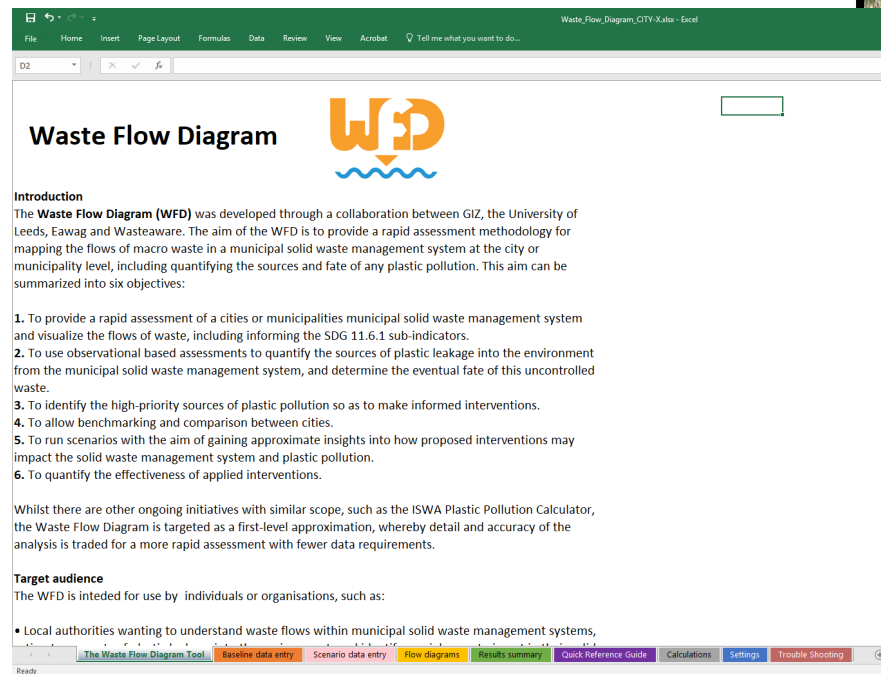 Waste_Flow_Diagram_CITY-X.xlsx - Excel
File Home Insert Page Layout Formulas Data Review View Acrobat Tell me what you want to do...
D2 fx
Waste Flow Diagram
WFD
Introduction
The Waste Flow Diagram (WFD) was developed through a collaboration between GIZ, the University of
Leeds, Eawag and Wasteaware. The aim of the WFD is to provide a rapid assessment methodology for
mapping the flows of macro waste in a municipal solid waste management system at the city or
municipality level, including quantifying the sources and fate of any plastic pollution. This aim can be
summarized into six objectives:
1. To provide a rapid assessment of a cities or municipalities municipal solid waste management system
and visualize the flows of waste, including informing the SDG 11.6.1 sub-indicators.
2. To use observational based assessments to quantify the sources of plastic leakage into the environment
from the municipal solid waste management system, and determine the eventual fate of this uncontrolled
waste.
3. To identify the high-priority sources of plastic pollution so as to make informed interventions.
4. To allow benchmarking and comparison between cities.
5. To run scenarios with the aim of gaining approximate insights into how proposed interventions may
impact the solid waste management system and plastic pollution.
6. To quantify the effectiveness of applied interventions.
Whilst there are other ongoing initiatives with similar scope, such as the ISWA Plastic Pollution Calculator,
the Waste Flow Diagram is targeted as a first-level approximation, whereby detail and accuracy of the
analysis is traded for a more rapid assessment with fewer data requirements.
Target audience
The WFD is inteded for use by individuals or organisations, such as:
• Local authorities wanting to understand waste flows within municipal solid waste management systems,
The Waste Flow Diagram Tool Baseline data entry Scenario data entry Flow diagrams Results summary Quick Reference Guide Calculations Settings Trouble Shooting
Ready